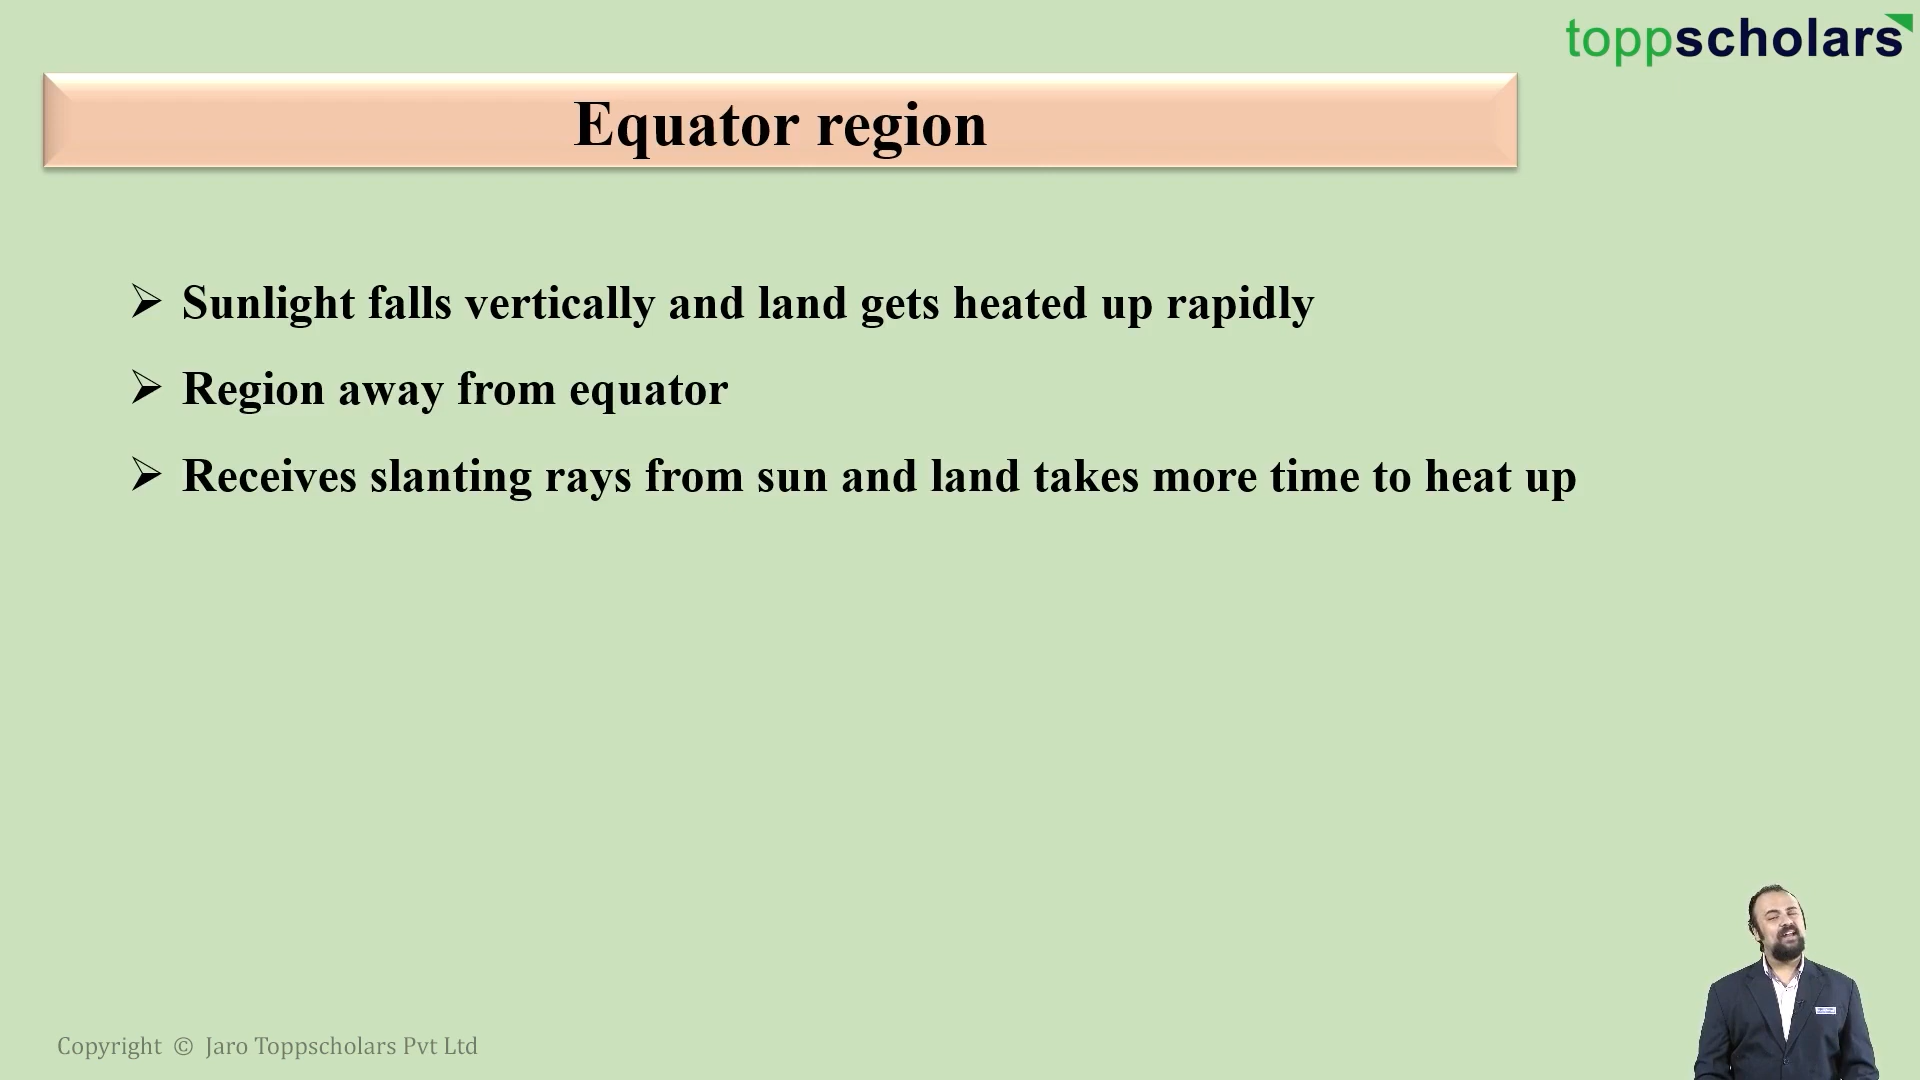 toppscholars
Equator region
➢ Sunlight falls vertically and land gets heated up rapidly
➢ Region away from equator
➢ Receives slanting rays from sun and land takes more time to heat up
Copyright © Jaro Toppscholars Pvt Ltd